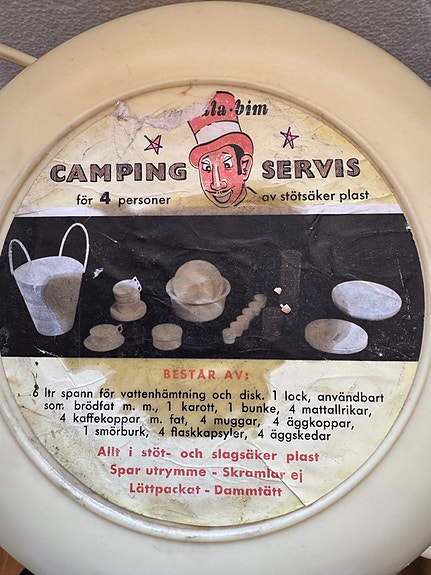 la-bim
CAMPING SERVIS
för 4 personer av stötsäker plast
BESTÅR AV:
6 ltr spann för vattenhämtning och disk. 1 lock, användbart
som brödfat m. m., 1 karott, 1 bunke, 4 mattallrikar,
4 kaffekoppar m. fat, 4 muggar, 4 äggkoppar,
1 smörburk, 4 flaskkapsyler, 4 äggskedar
Allt i stöt- och slagsäker plast
Spar utrymme - Skramlar ej
Lättpackat - Dammtätt